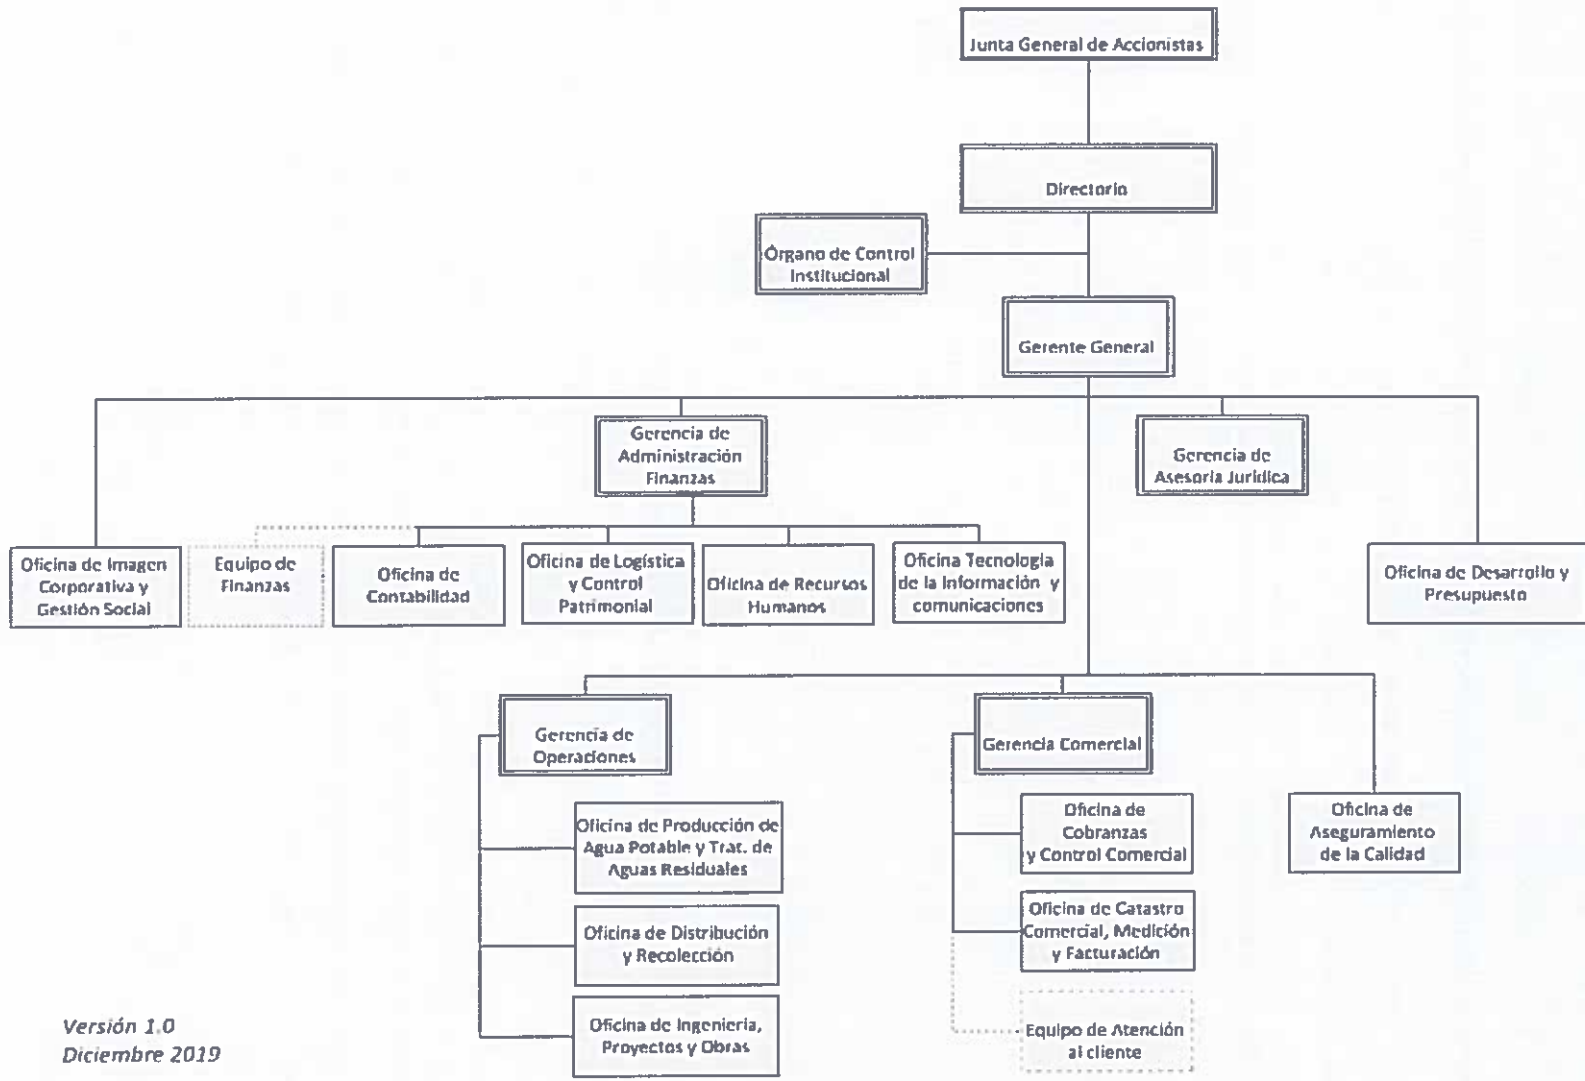 Junta General de Accionistas
Directorio
Órgano de Control
Institucional
Gerente General
Gerencia de
Administración
Finanzas
Gerencia de
Asesoría Jurídica
Oficina de Imagen
Corporativa y
Gestión Social
Equipo de
Finanzas
Oficina de
Contabilidad
Oficina de Logística
y Control
Patrimonial
Oficina de Recursos
Humanos
Oficina Tecnología
de la Información y
comunicaciones
Oficina de Desarrollo y
Presupuesto
Gerencia de
Operaciones
Gerencia Comercial
Oficina de Producción de
Agua Potable y Trat. de
Aguas Residuales
Oficina de
Cobranzas
y Control Comercial
Oficina de
Aseguramiento
de la Calidad
Oficina de Distribución
y Recolección
Oficina de Catastro
Comercial, Medición
y Facturación
Oficina de Ingeniería,
Proyectos y Obras
Equipo de Atención
al cliente
Versión 1.0
Diciembre 2019